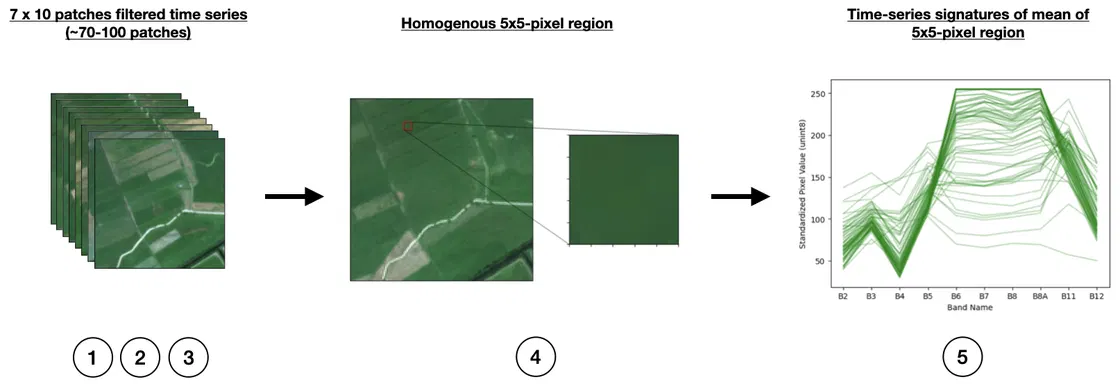 7 x 10 patches filtered time series
(~70-100 patches)
Homogenous 5x5-pixel region
Time-series signatures of mean of
5x5-pixel region
250
200
150
100
50
Standardized Pixel Value (unint8)
B2 B3 B4 B5 B6 B7 B8 B8A B11 B12
Band Name
1 2 3
4
5